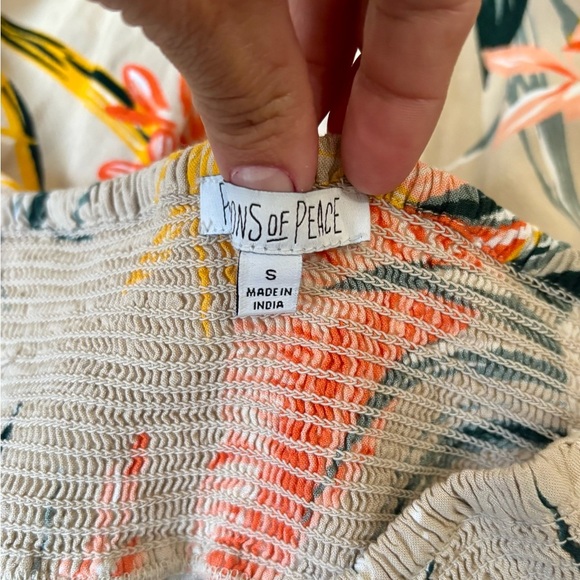 ONS OF PEACE
S
MADE IN
INDIA